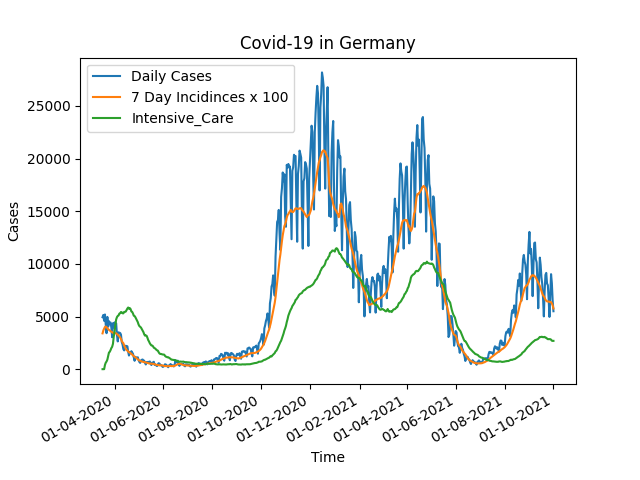 Covid-19 in Germany
Daily Cases
7 Day Incidinces x 100
Intensive_Care
Cases
25000
20000
15000
10000
5000
0
01-04-2020
01-06-2020
01-08-2020
01-10-2020
01-12-2020
01-02-2021
01-04-2021
01-06-2021
01-08-2021
01-10-2021
Time